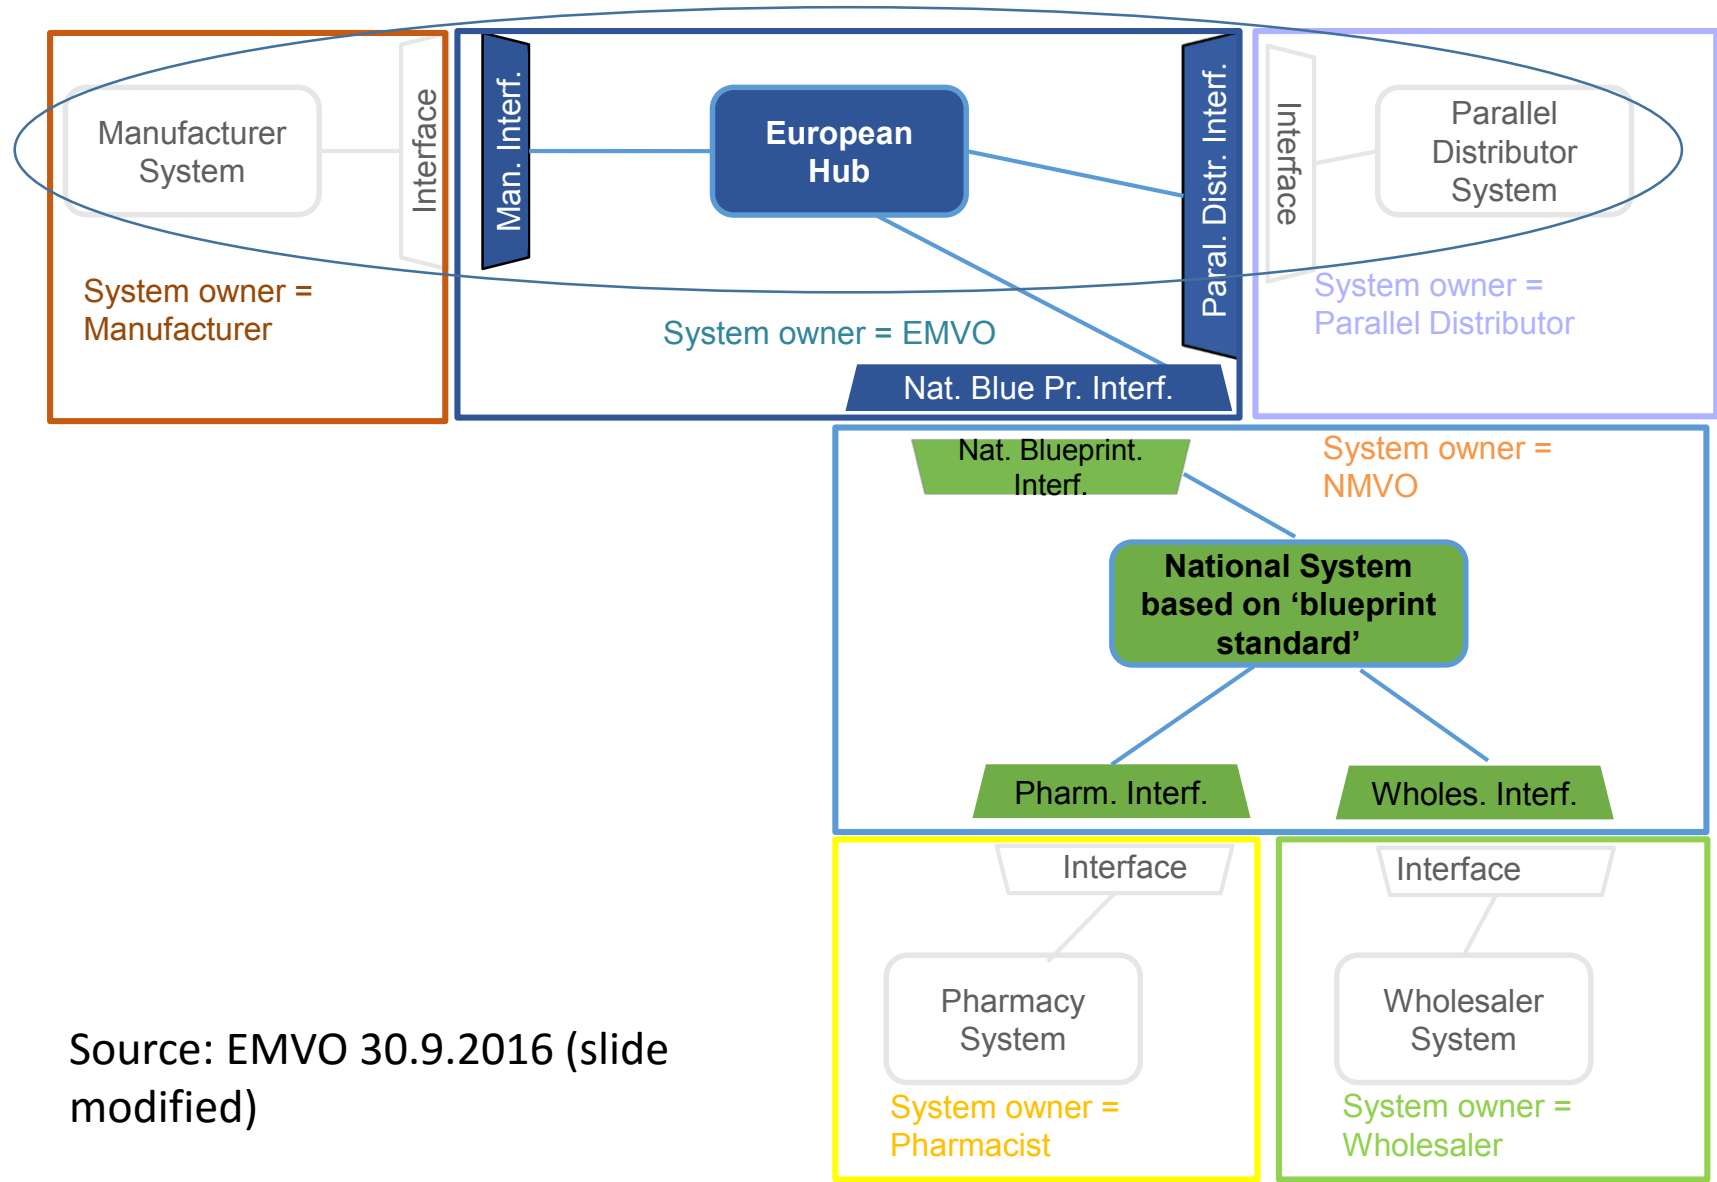 Manufacturer
System
Interface
System owner =
Manufacturer
Man. Interf.
European
Hub
Paral. Distr. Interf.
System owner = EMVO
Nat. Blue Pr. Interf.
Interface
Parallel
Distributor
System
System owner =
Parallel Distributor
Nat. Blueprint.
Interf.
System owner =
NMVO
National System
based on ‘blueprint
standard’
Pharm. Interf.
Wholes. Interf.
Interface
Pharmacy
System
System owner =
Pharmacist
Interface
Wholesaler
System
System owner =
Wholesaler
Source: EMVO 30.9.2016 (slide
modified)